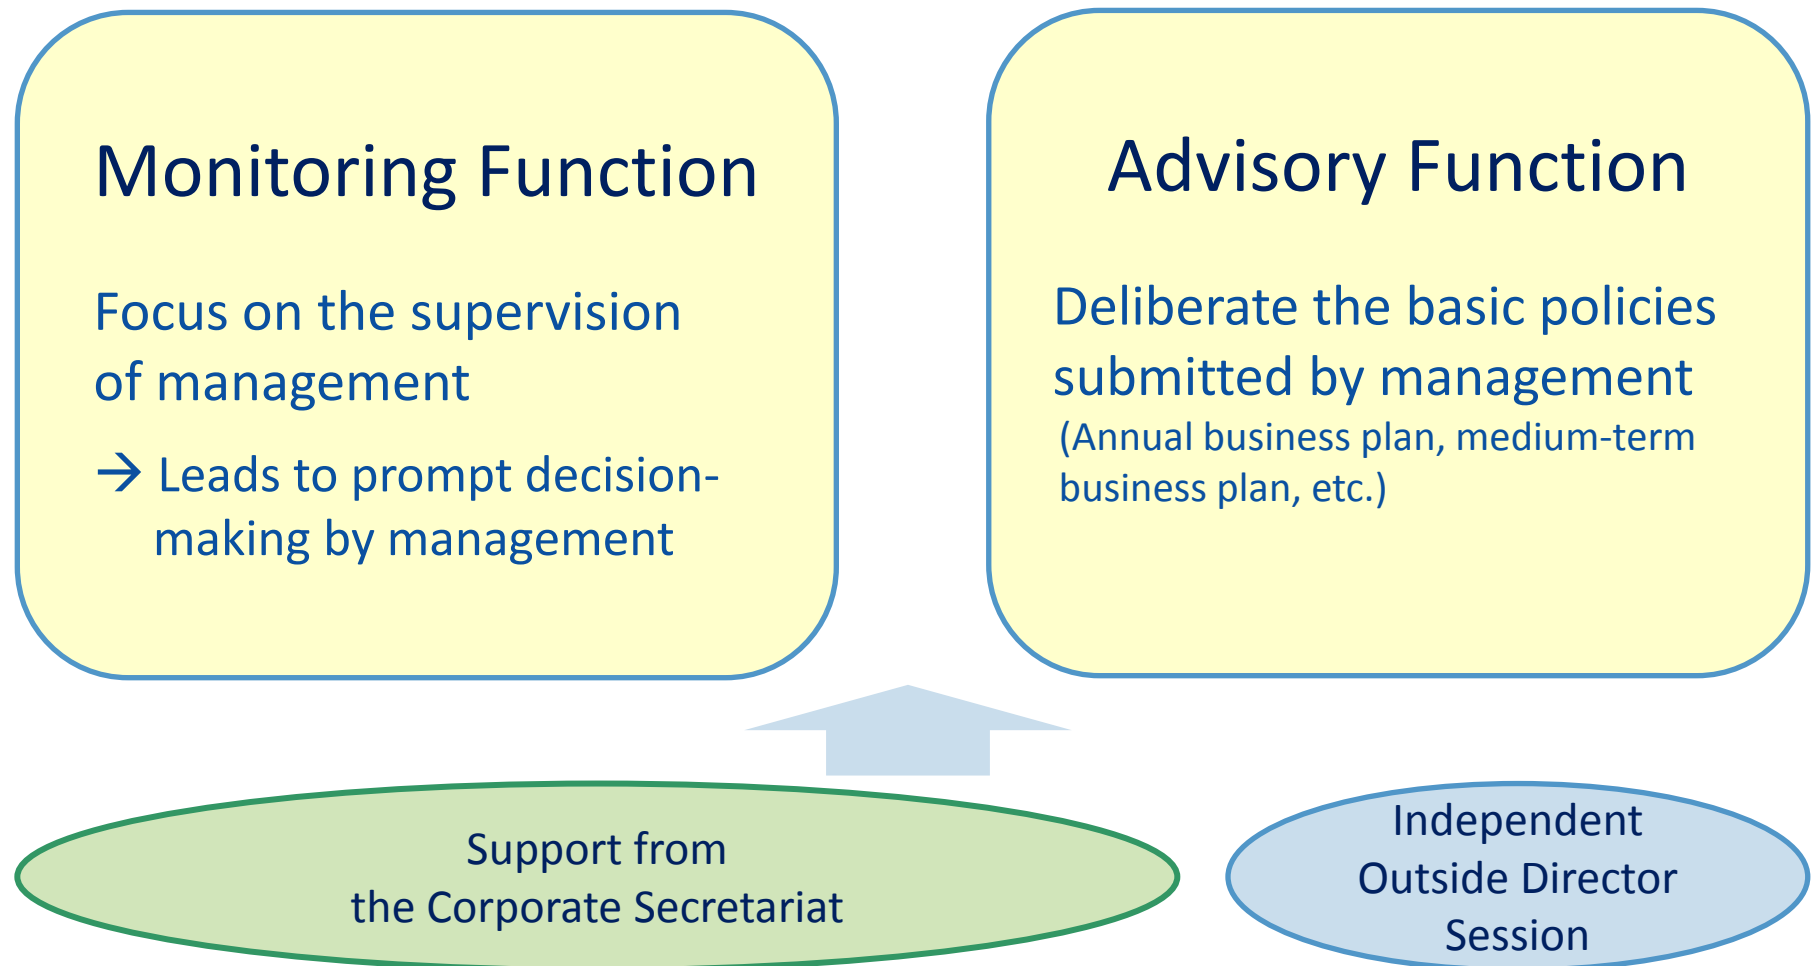 Monitoring Function
Focus on the supervision
of management
→ Leads to prompt decision-
making by management
Advisory Function
Deliberate the basic policies
submitted by management
(Annual business plan, medium-term
business plan, etc.)
Support from
the Corporate Secretariat
Independent
Outside Director
Session